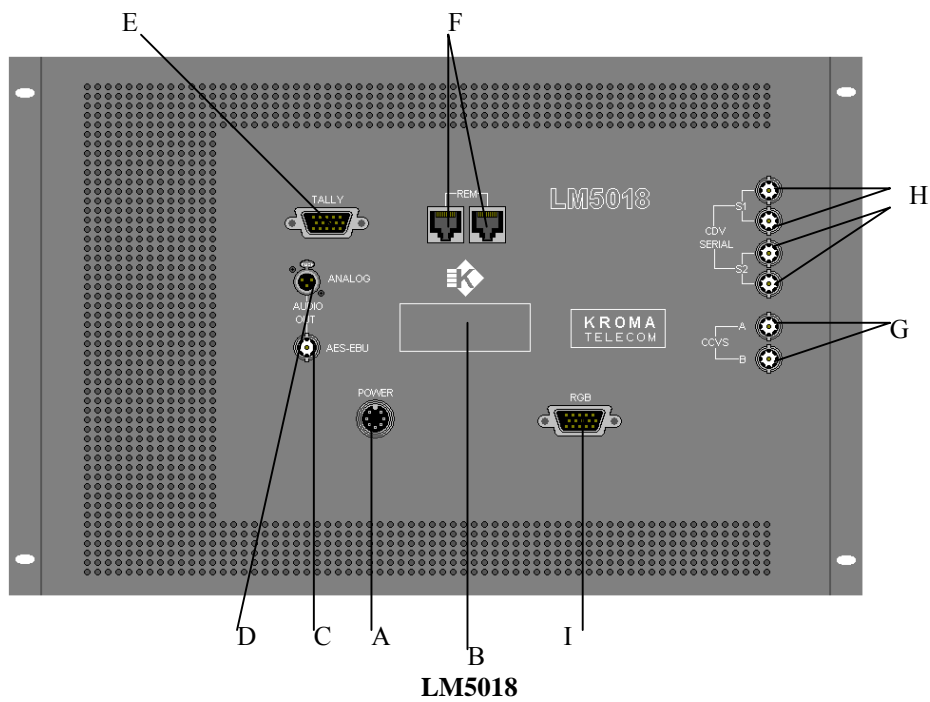 E
F
TALLY
REM
LM5018
S1
CDV
SERIAL
S2
H
ANALOG
AUDIO
OUT
AES-EBU
K
KROMA
TELECOM
A
CCVS
B
G
POWER
RGB
D
C
A
B
I
LM5018